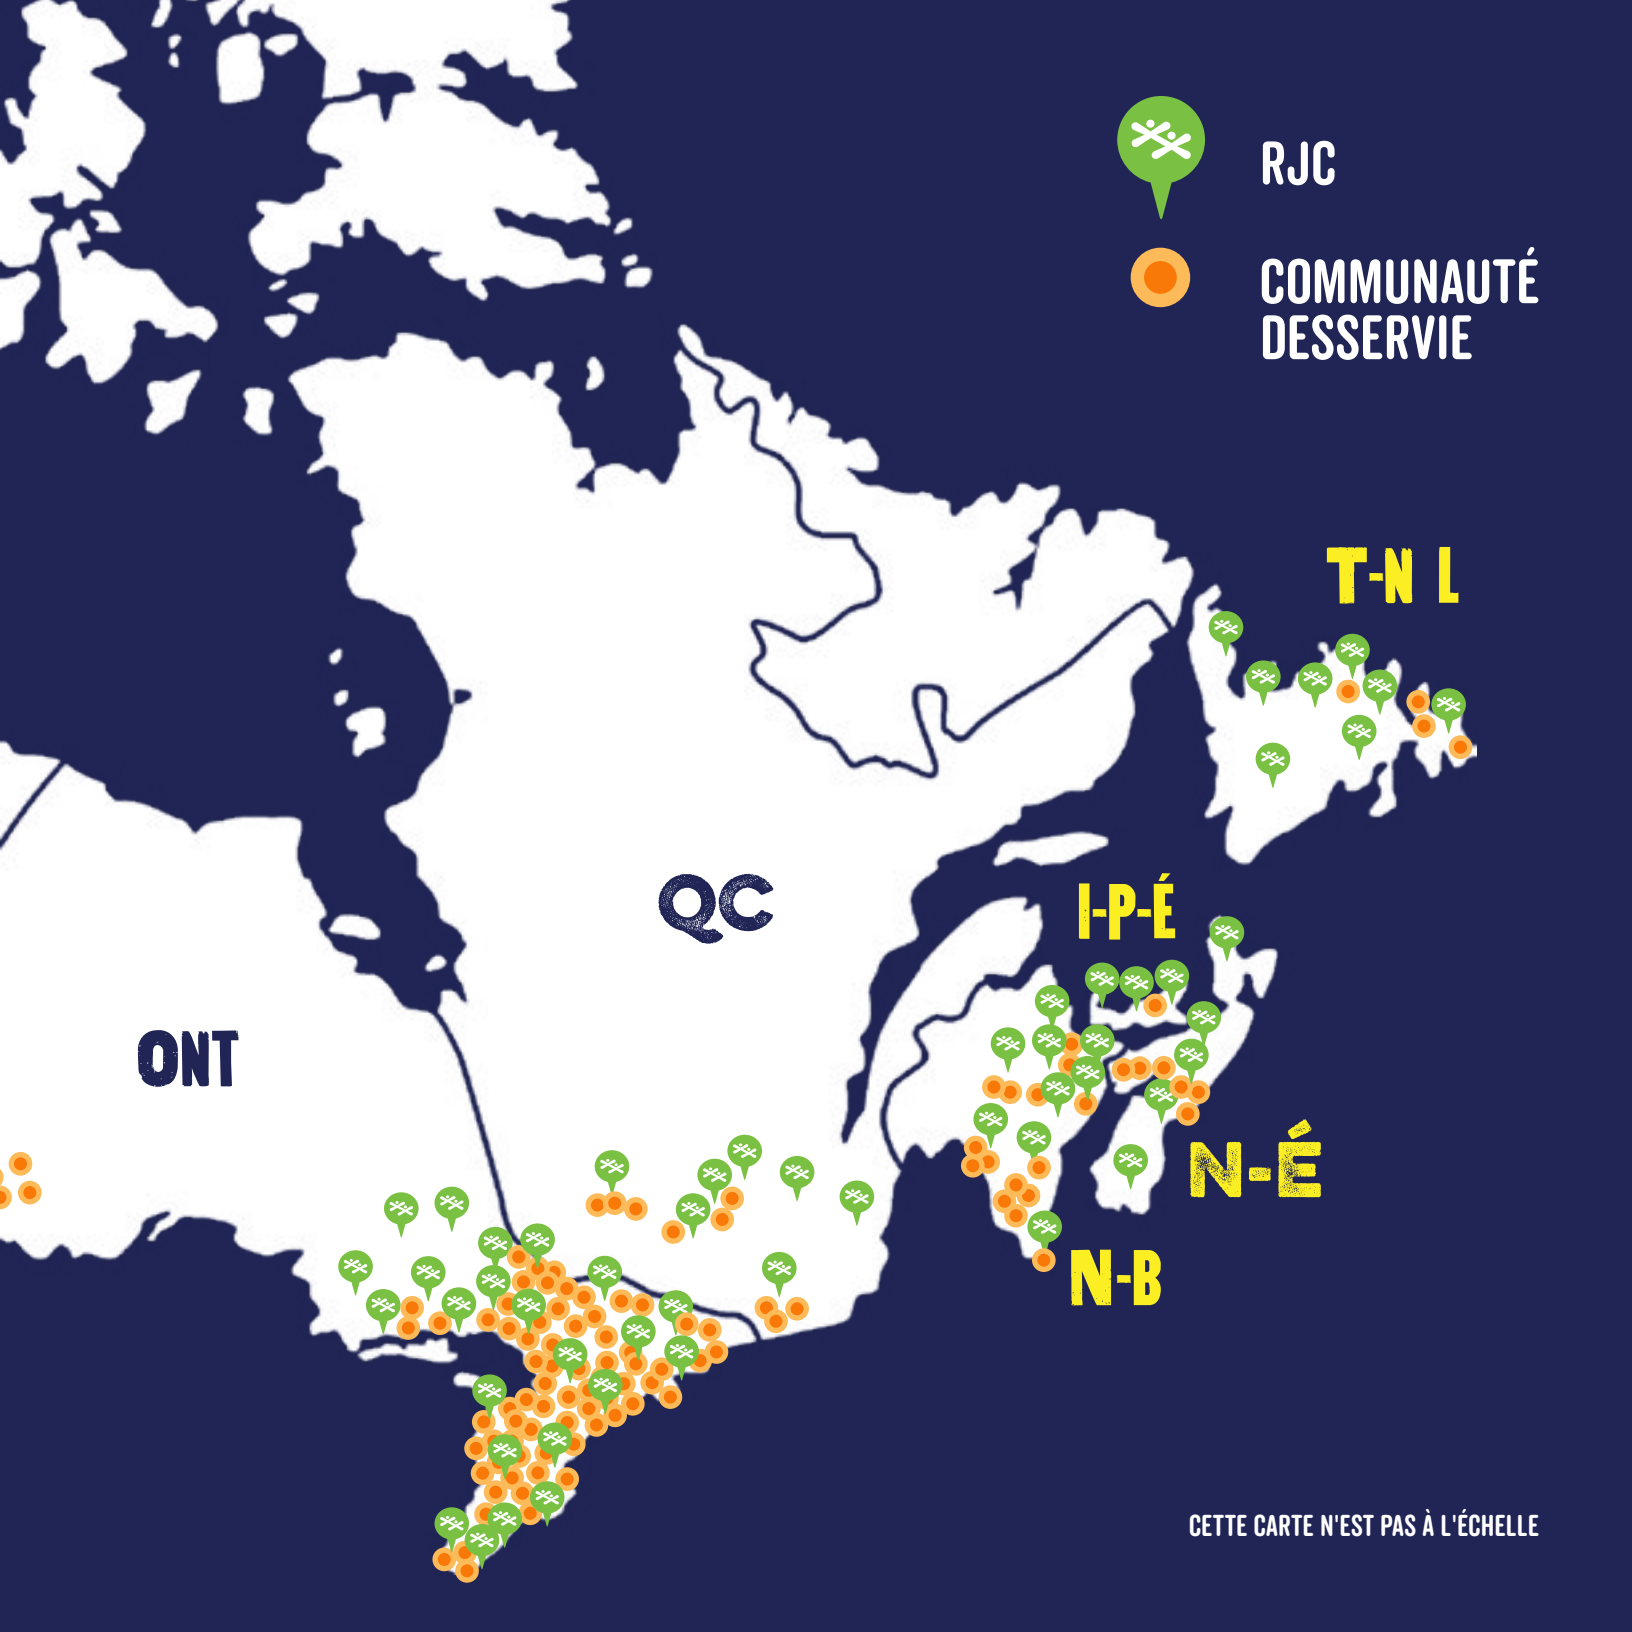 RJC
COMMUNAUTÉ
DESSERVIE
T-N L
I-P-É
QC
ONT
N-É
N-B
CETTE CARTE N'EST PAS À L'ÉCHELLE